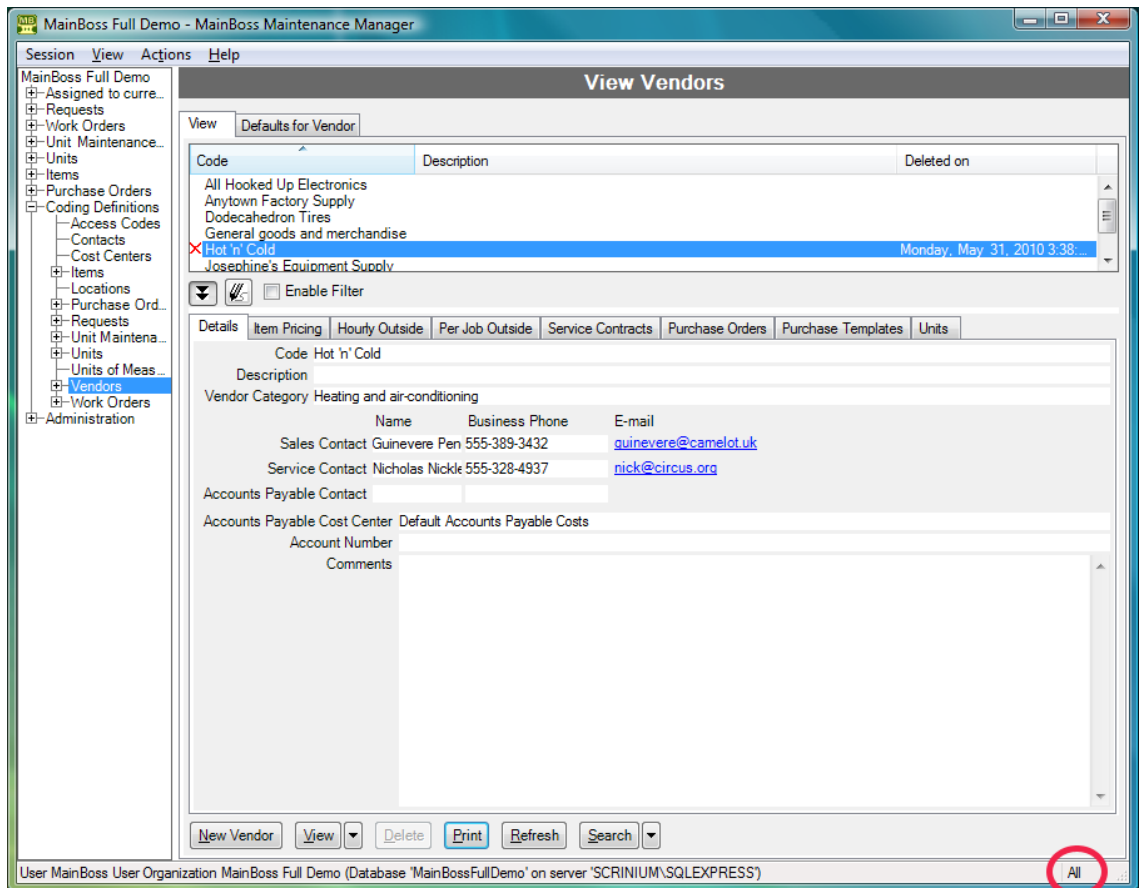 MainBoss Full Demo - MainBoss Maintenance Manager
Session View Actions Help
MainBoss Full Demo
Assigned to curre...
Requests
Work Orders
Unit Maintenance...
Units
Items
Purchase Orders
Coding Definitions
Access Codes
Contacts
Cost Centers
Items
Locations
Purchase Ord...
Requests
Unit Maintena...
Units
Units of Meas...
Vendors
Work Orders
Administration
View Vendors
View Defaults for Vendor
Code Description Deleted on
All Hooked Up Electronics
Anytown Factory Supply
Dodecahedron Tires
General goods and merchandise
Hot 'n' Cold Monday, May 31, 2010 3:38:...
Josephine's Equipment Supply
Enable Filter
Details Item Pricing Hourly Outside Per Job Outside Service Contracts Purchase Orders Purchase Templates Units
Code Hot 'n' Cold
Description
Vendor Category Heating and air-conditioning
Name Business Phone E-mail
Sales Contact Guinevere Pen 555-389-3432 guinevere@camelot.uk
Service Contact Nicholas Nickle 555-328-4937 nick@circus.org
Accounts Payable Contact
Accounts Payable Cost Center Default Accounts Payable Costs
Account Number
Comments
New Vendor View Delete Print Refresh Search
User MainBoss User Organization MainBoss Full Demo (Database 'MainBossFullDemo' on server 'SCRINIUM\SQLEXPRESS') All